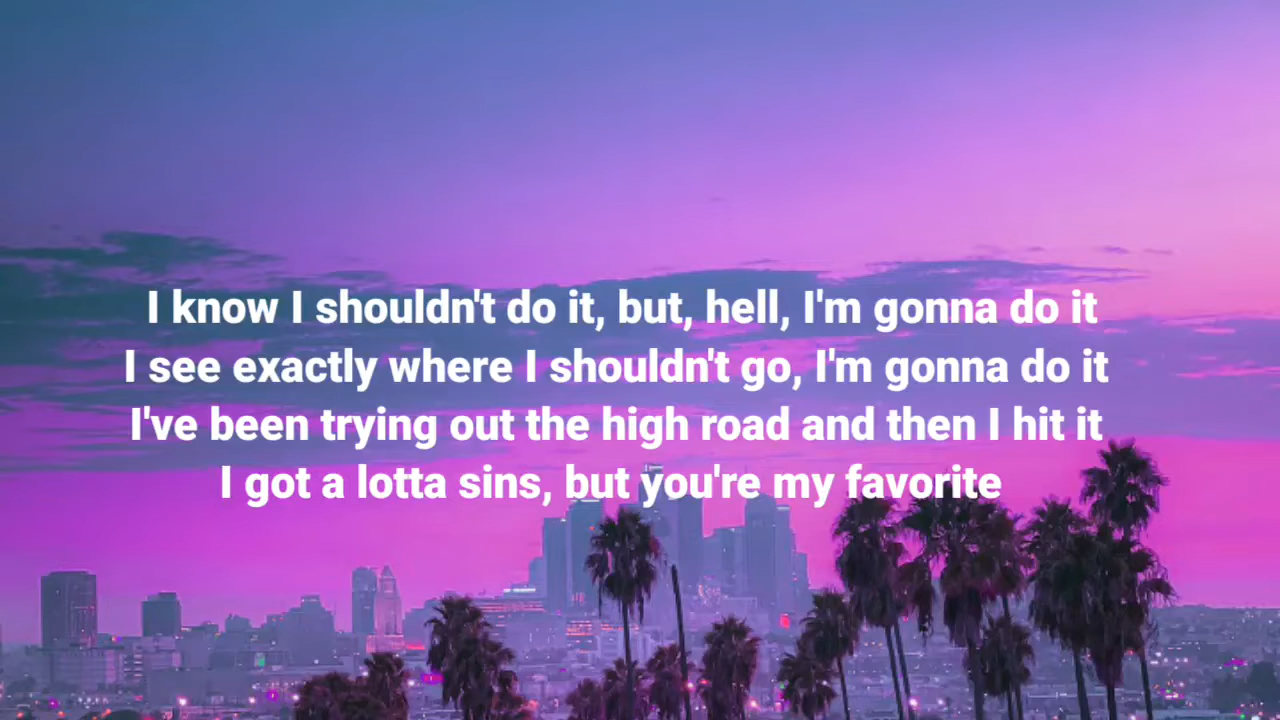 I know I shouldn't do it, but, hell, I'm gonna do it
I see exactly where I shouldn't go, I'm gonna do it
I've been trying out the high road and then I hit it
I got a lotta sins, but you're my favorite